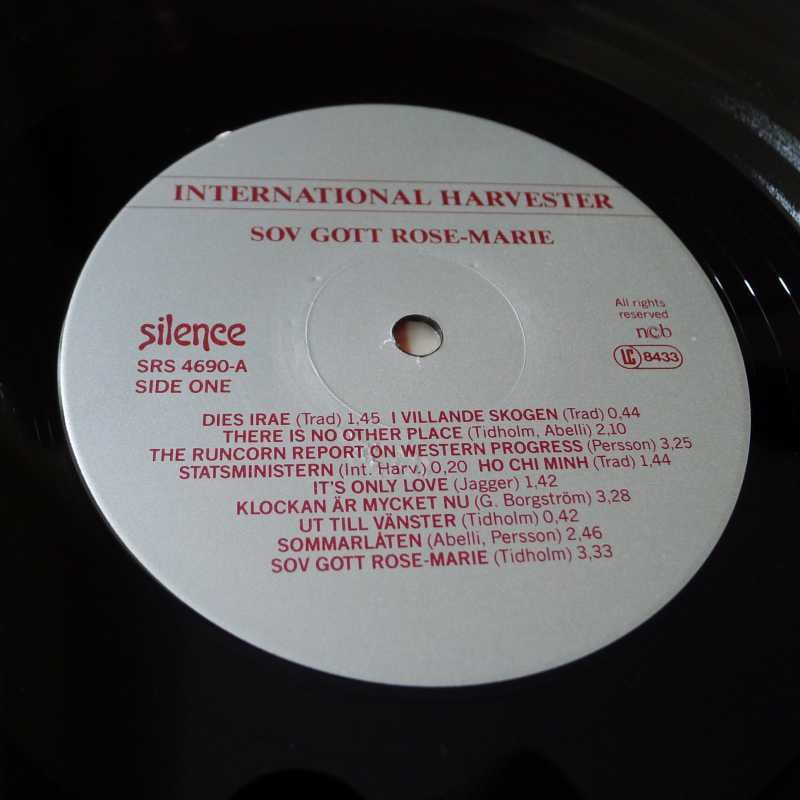 INTERNATIONAL HARVESTER
SOV GOTT ROSE-MARIE
silence
SRS 4690-A
SIDE ONE
All rights
reserved
ncb
LC 8433
DIES IRAE (Trad) 1,45 I VILLANDE SKOGEN (Trad) 0,44
THERE IS NO OTHER PLACE (Tidholm, Abelli) 2,10
THE RUNCORN REPORT ON WESTERN PROGRESS (Persson) 3,25
STATSMINISTERN (Int. Harv.) 0,20 HO CHI MINH (Trad) 1,44
IT'S ONLY LOVE (Jagger) 1,42
KLOCKAN ÄR MYCKET NU (G. Borgström) 3,28
UT TILL VÄNSTER (Tidholm) 0,42
SOMMARLÅTEN (Abelli, Persson) 2,46
SOV GOTT ROSE-MARIE (Tidholm) 3,33